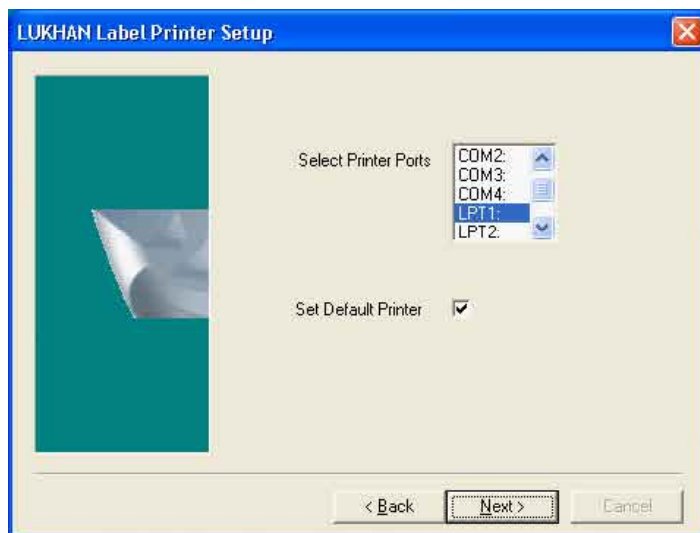 LUKHAN Label Printer Setup
Select Printer Ports
COM2:
COM3:
COM4:
LPT1:
LPT2:
Set Default Printer
< Back
Next >
Cancel